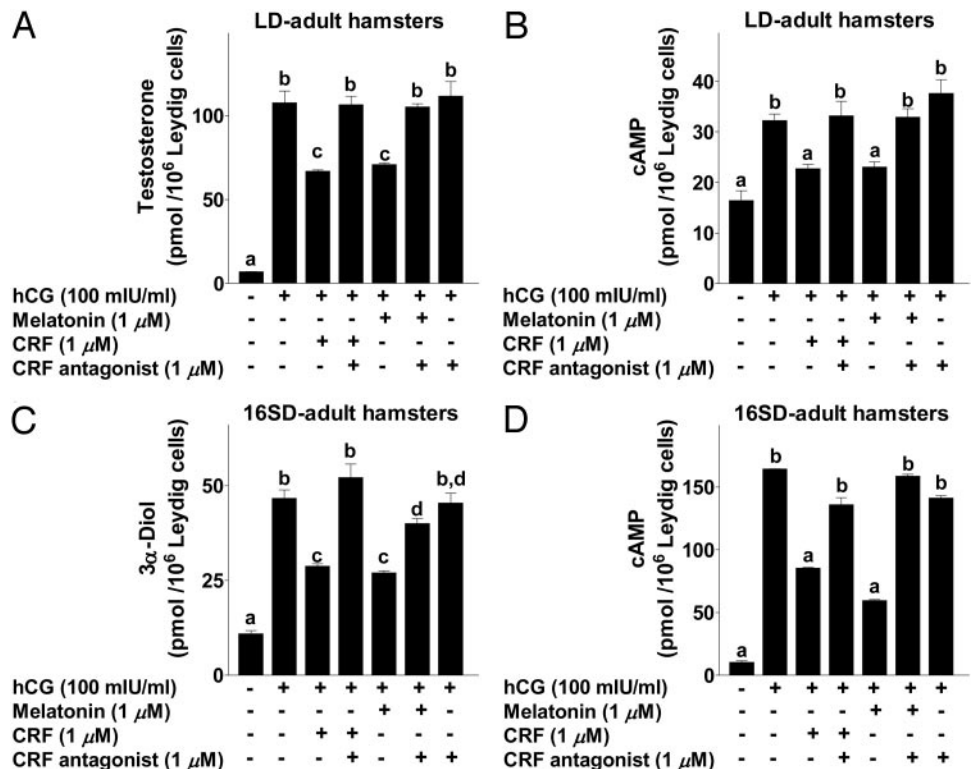 A
LD-adult hamsters
Testosterone
(pmol /10⁶ Leydig cells)
100
50
0
a b c b c b b
hCG (100 mIU/ml) - + + + + + +
Melatonin (1 μM) - - - - + + -
CRF (1 μM) - - + + - - -
CRF antagonist (1 μM) - - - + - + +
B
LD-adult hamsters
cAMP
(pmol /10⁶ Leydig cells)
40
30
20
10
0
a b a b a b b
hCG (100 mIU/ml) - + + + + + +
Melatonin (1 μM) - - - - + + -
CRF (1 μM) - - + + - - -
CRF antagonist (1 μM) - - - + - + +
C
16SD-adult hamsters
3α-Diol
(pmol /10⁶ Leydig cells)
50
25
0
a b c b c d b,d
hCG (100 mIU/ml) - + + + + + +
Melatonin (1 μM) - - - - + + -
CRF (1 μM) - - + + - - -
CRF antagonist (1 μM) - - - + - + +
D
16SD-adult hamsters
cAMP
(pmol /10⁶ Leydig cells)
150
100
50
0
a b a b a b b
hCG (100 mIU/ml) - + + + + + +
Melatonin (1 μM) - - - - + + -
CRF (1 μM) - - + + - - -
CRF antagonist (1 μM) - - - + - + +